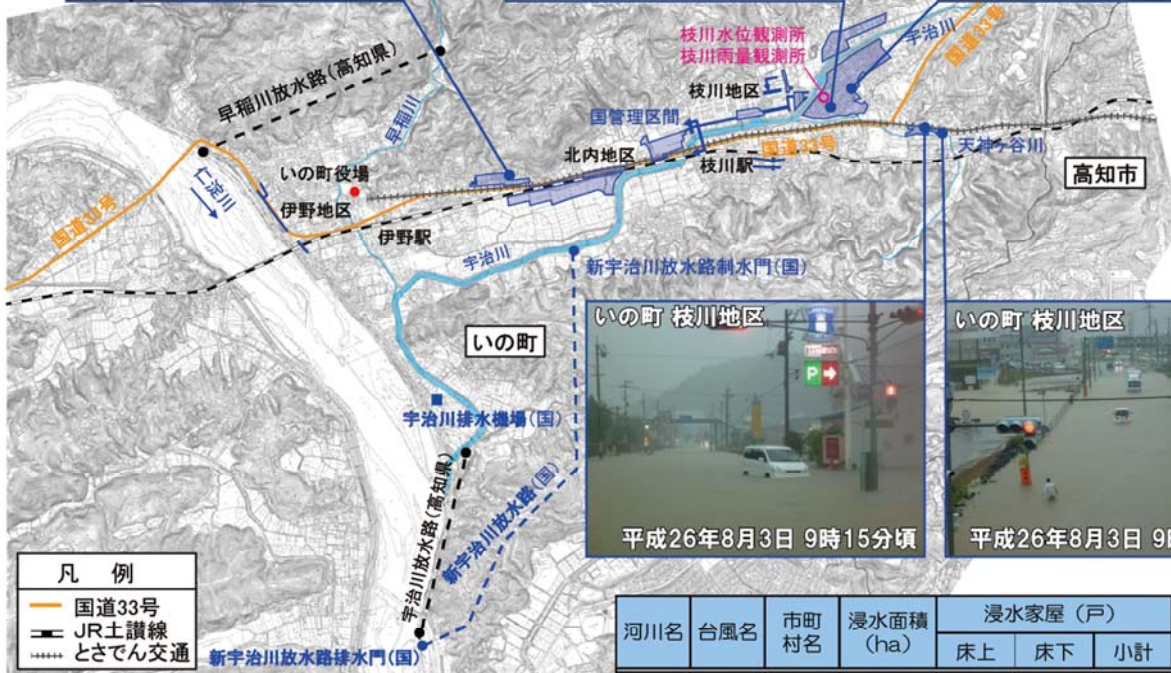 枝川水位観測所
枝川雨量観測所
宇治川
国道33号
早稲川放水路(高知県)
早稲川
枝川地区
国管理区間
北内地区
国道33号
枝川駅
天神ヶ谷川
高知市
いの町役場
伊野地区
伊野駅
仁淀川
国道33号
宇治川
新宇治川放水路制水門(国)
いの町
宇治川排水機場(国)
宇治川放水路(高知県)
新宇治川放水路(国)
新宇治川放水路排水門(国)
いの町 枝川地区
P
平成26年8月3日 9時15分頃
いの町 枝川地区
平成26年8月3日 9時
凡 例
国道33号
JR土讃線
とさでん交通
河川名 台風名 市町村名 浸水面積(ha) 浸水家屋(戸)
床上 床下 小計